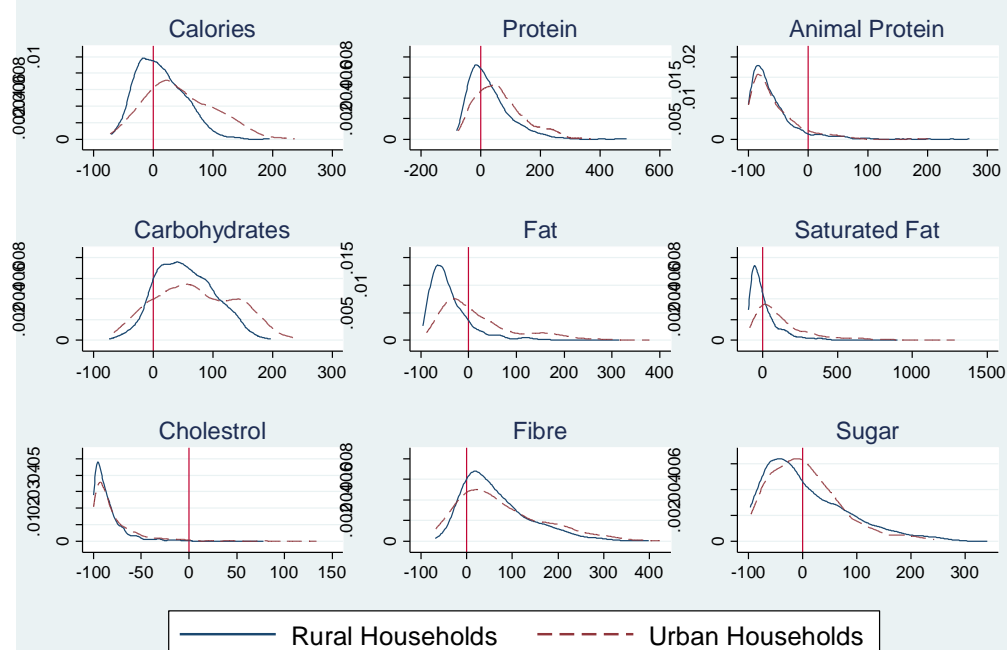 Calories
Protein
Animal Protein
0 .01
0
0 .005 .01 .015 .02
-100 0 100 200 300
-200 0 200 400 600
-100 0 100 200 300
Carbohydrates
Fat
Saturated Fat
0
0 .005 .01 .015
0
-100 0 100 200 300
-100 0 100 200 300 400
0 500 1000 1500
Cholestrol
Fibre
Sugar
0
0
0
-100 -50 0 50 100 150
-100 0 100 200 300 400
-100 0 100 200 300
Rural Households
Urban Households